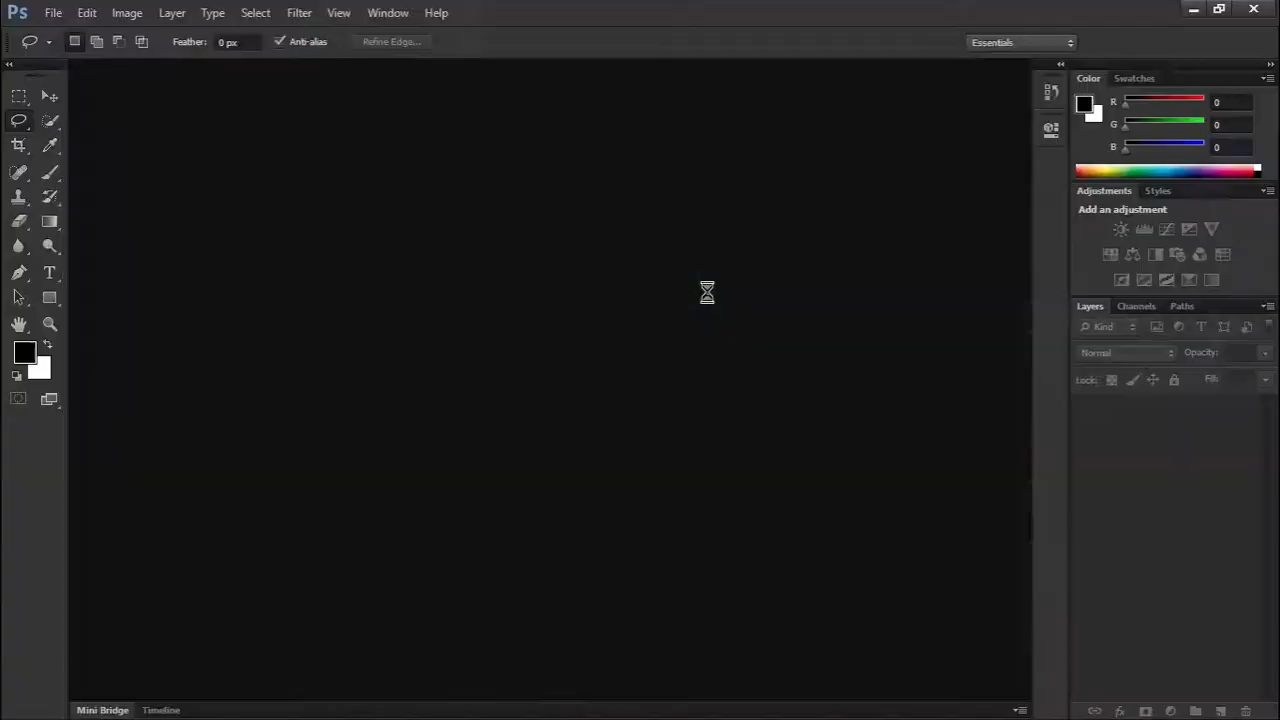 Ps File Edit Image Layer Type Select Filter View Window Help
Feather: 0 px Anti-alias Refine Edge... Essentials
Color Swatches
R 0
G 0
B 0
Adjustments Styles
Add an adjustment
Layers Channels Paths
Kind
Normal Opacity:
Lock: Fill:
Mini Bridge Timeline